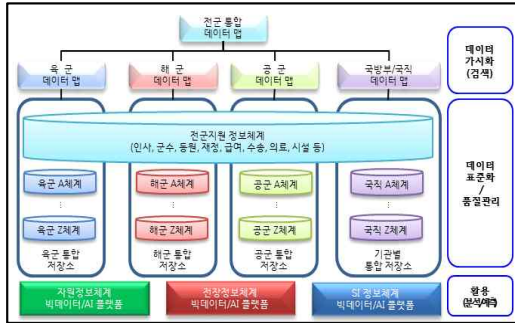 전군 통합
데이터 맵
육 군
데이터 맵
해 군
데이터 맵
공 군
데이터 맵
국방부/국직
데이터 맵
데이터
가시화
(검색)
전군지원 정보체계
(인사, 군수, 동원, 재정, 급여, 수송, 의료, 시설 등)
육군 A체계
해군 A체계
공군 A체계
국직 A체계
⋮
⋮
⋮
⋮
육군 Z체계
해군 Z체계
공군 Z체계
국직 Z체계
육군 통합
저장소
해군 통합
저장소
공군 통합
저장소
기관별
통합 저장소
데이터
표준화
/
품질관리
자원정보체계
빅데이터/AI 플랫폼
전장정보체계
빅데이터/AI 플랫폼
SI 정보체계
빅데이터/AI 플랫폼
활용
(분석예측)